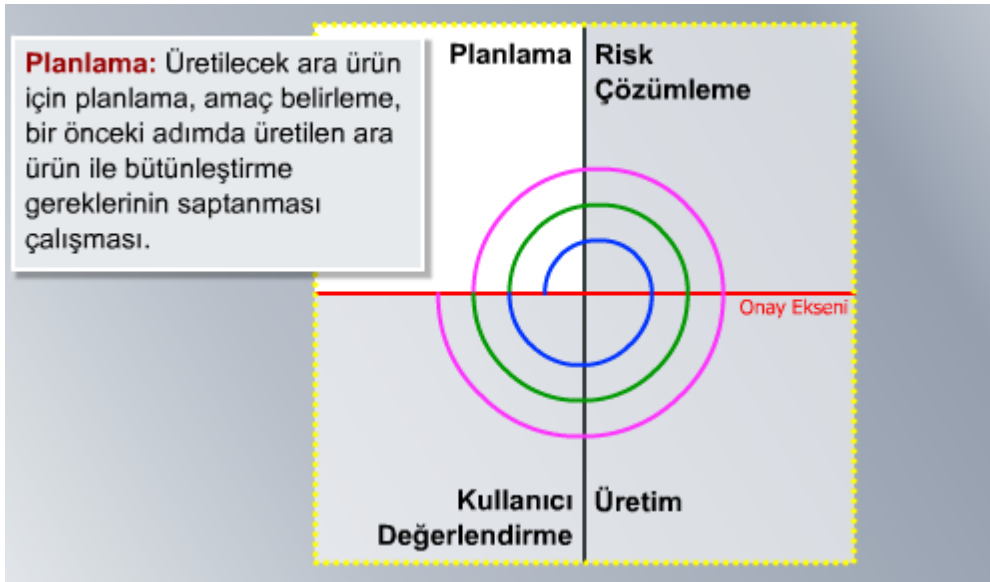 Planlama: Üretilecek ara ürün
için planlama, amaç belirleme,
bir önceki adımda üretilen ara
ürün ile bütünleştirme
gereklerinin saptanması
çalışması.
Planlama
Risk
Çözümleme
Onay Ekseni
Kullanıcı
Değerlendirme
Üretim